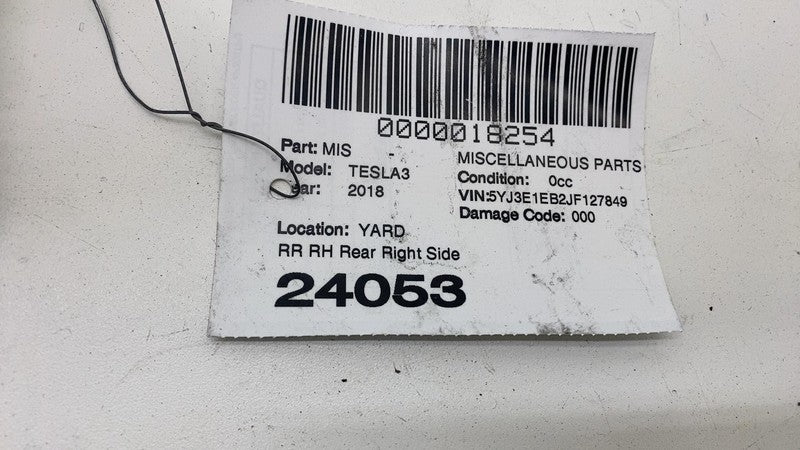 0000018254
Part: MIS
MISCELLANEOUS PARTS
Model: TESLA3
Condition: 0cc
2018
VIN:5YJ3E1EB2JF127849
Damage Code: 000
Location: YARD
RR RH Rear Right Side
24053